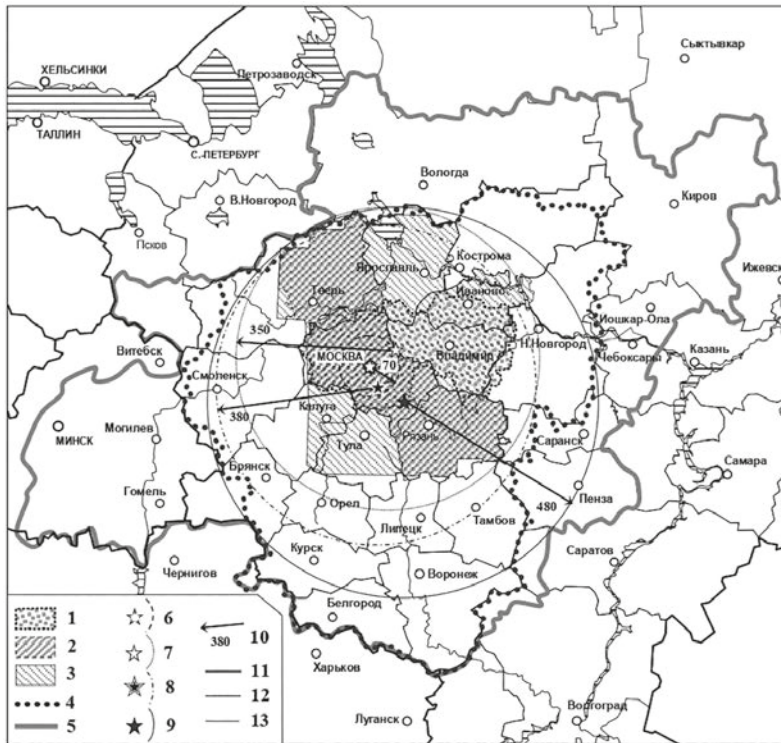 Сыктывкар
ХЕЛЬСИНКИ
Петрозаводск
ТАЛЛИН
С.-ПЕТЕРБУРГ
Вологда
В.Новгород
Киров
Псков
Кострома
Ярославль
Ижевск
Тверь
Иваново
Йошкар-Ола
350
МОСКВА
Владимир
Н.Новгород
70
Чебоксары
Казань
Витебск
Смоленск
380
Калуга
МИНСК
Могилев
Тула
Рязань
Саранск
Самара
Брянск
Пенза
Гомель
Орел
480
Липецк
Тамбов
Курск
Саратов
Чернигов
Воронеж
Белгород
1
6
10
380
2
7
11
3
8
12
4
13
5
9
Харьков
Луганск
Волгоград